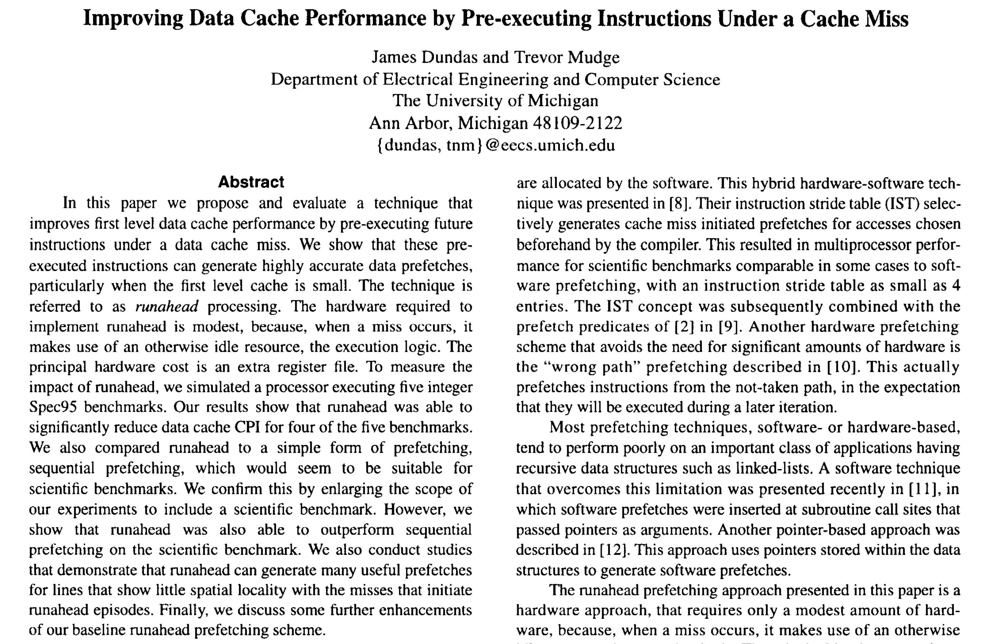 Improving Data Cache Performance by Pre-executing Instructions Under a Cache Miss
James Dundas and Trevor Mudge
Department of Electrical Engineering and Computer Science
The University of Michigan
Ann Arbor, Michigan 48109-2122
{dundas, tnm}@eecs.umich.edu
Abstract
In this paper we propose and evaluate a technique that
improves first level data cache performance by pre-executing future
instructions under a data cache miss. We show that these pre-
executed instructions can generate highly accurate data prefetches,
particularly when the first level cache is small. The technique is
referred to as runahead processing. The hardware required to
implement runahead is modest, because, when a miss occurs, it
makes use of an otherwise idle resource, the execution logic. The
principal hardware cost is an extra register file. To measure the
impact of runahead, we simulated a processor executing five integer
Spec95 benchmarks. Our results show that runahead was able to
significantly reduce data cache CPI for four of the five benchmarks.
We also compared runahead to a simple form of prefetching,
sequential prefetching, which would seem to be suitable for
scientific benchmarks. We confirm this by enlarging the scope of
our experiments to include a scientific benchmark. However, we
show that runahead was also able to outperform sequential
prefetching on the scientific benchmark. We also conduct studies
that demonstrate that runahead can generate many useful prefetches
for lines that show little spatial locality with the misses that initiate
runahead episodes. Finally, we discuss some further enhancements
of our baseline runahead prefetching scheme.
are allocated by the software. This hybrid hardware-software tech-
nique was presented in [8]. Their instruction stride table (IST) selec-
tively generates cache miss initiated prefetches for accesses chosen
beforehand by the compiler. This resulted in multiprocessor perfor-
mance for scientific benchmarks comparable in some cases to soft-
ware prefetching, with an instruction stride table as small as 4
entries. The IST concept was subsequently combined with the
prefetch predicates of [2] in [9]. Another hardware prefetching
scheme that avoids the need for significant amounts of hardware is
the “wrong path” prefetching described in [10]. This actually
prefetches instructions from the not-taken path, in the expectation
that they will be executed during a later iteration.
Most prefetching techniques, software- or hardware-based,
tend to perform poorly on an important class of applications having
recursive data structures such as linked-lists. A software technique
that overcomes this limitation was presented recently in [11], in
which software prefetches were inserted at subroutine call sites that
passed pointers as arguments. Another pointer-based approach was
described in [12]. This approach uses pointers stored within the data
structures to generate software prefetches.
The runahead prefetching approach presented in this paper is a
hardware approach, that requires only a modest amount of hard-
ware, because, when a miss occurs, it makes use of an otherwise